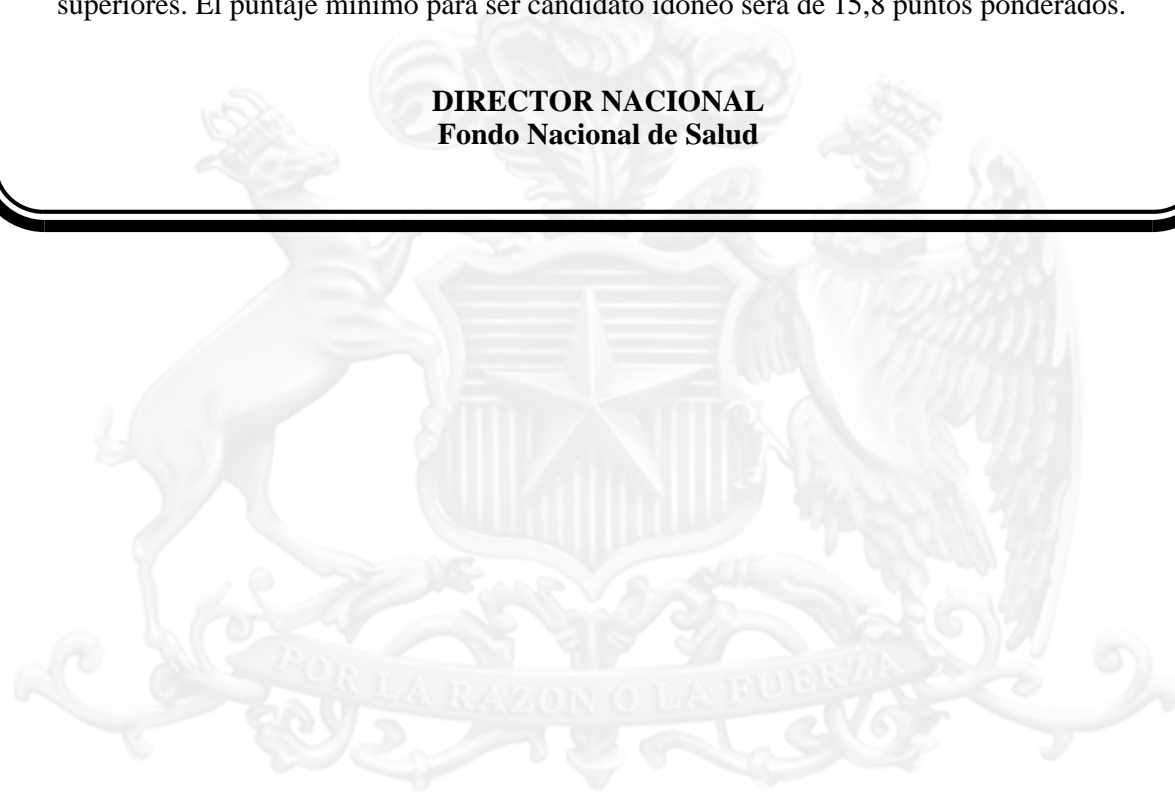 superiores. El puntaje mínimo para ser candidato idóneo será de 15,8 puntos ponderados.
DIRECTOR NACIONAL
Fondo Nacional de Salud
POR LA RAZON O LA FUERZA